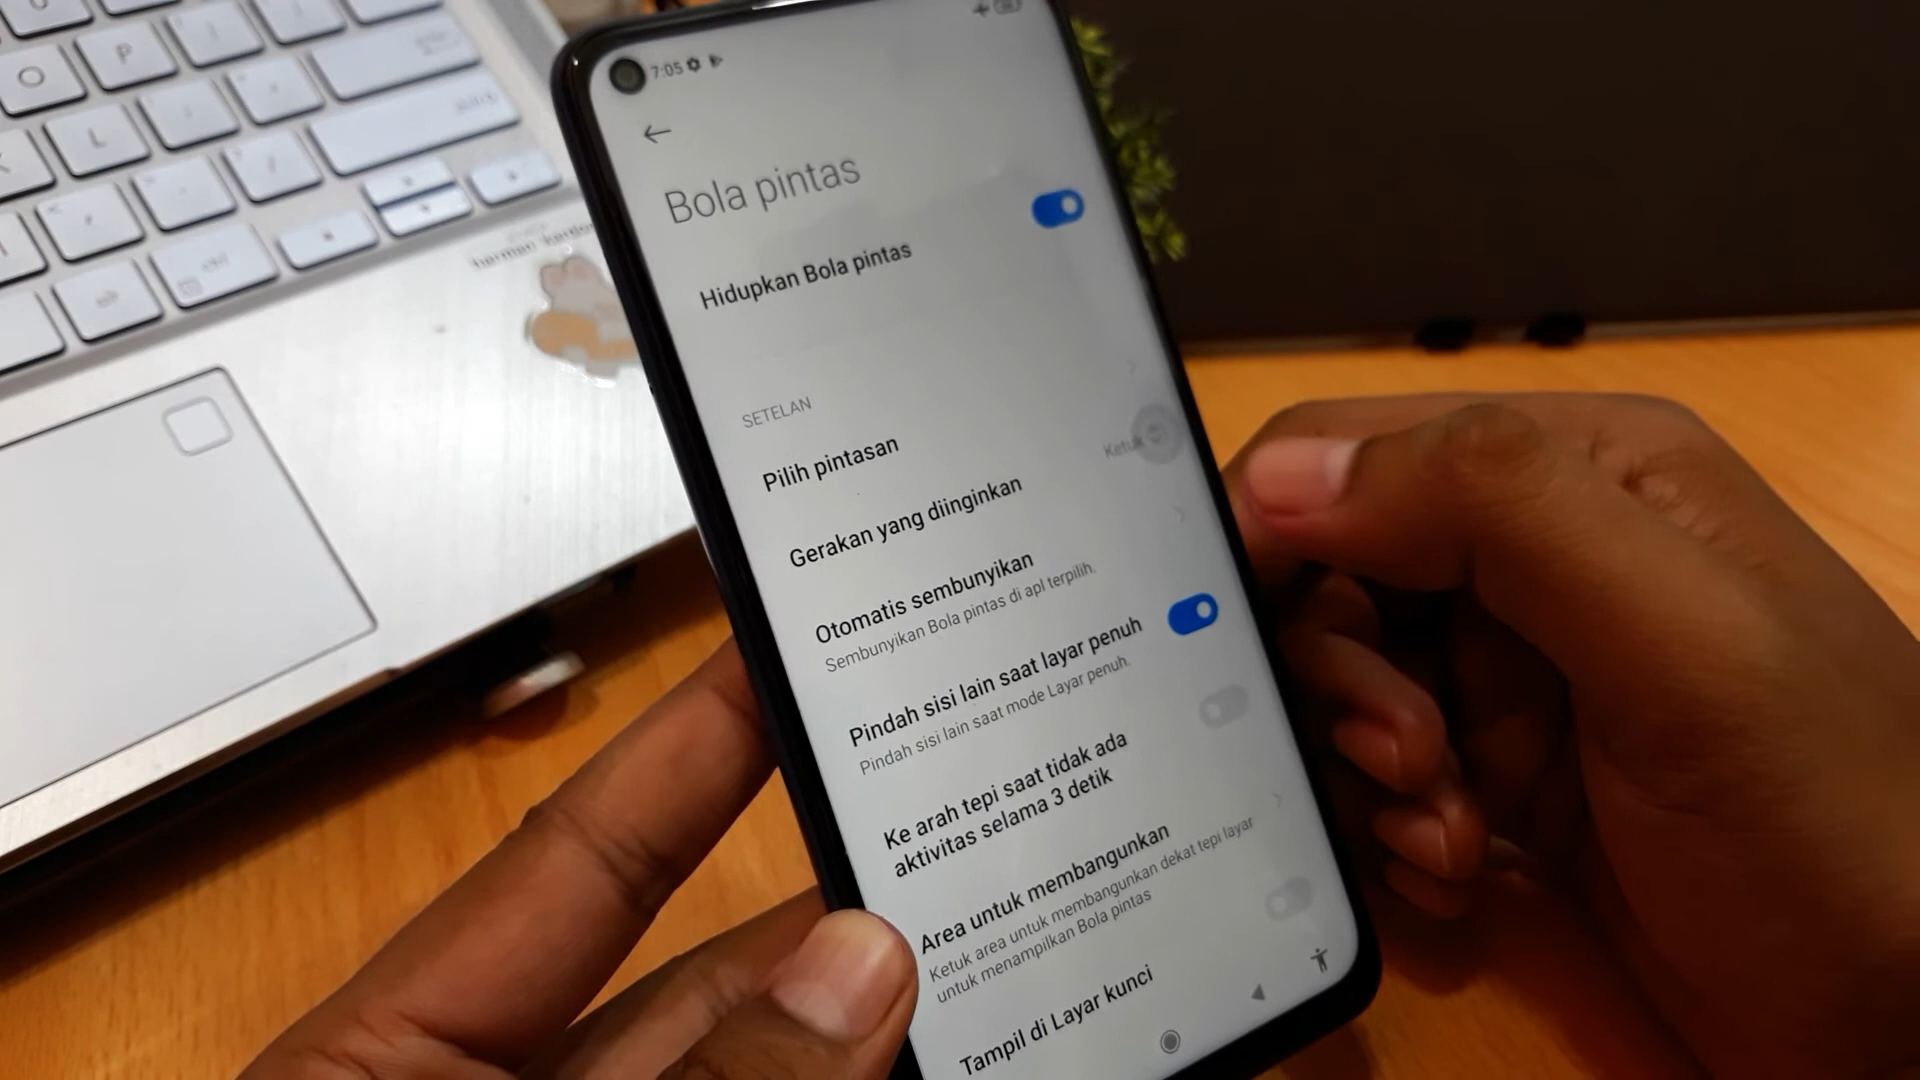 O
P
L
harman/kardon
7:05
Bola pintas
Hidupkan Bola pintas
SETELAN
Pilih pintasan
Gerakan yang diinginkan
Ketuk
Otomatis sembunyikan
Sembunyikan Bola pintas di apl terpilih.
Pindah sisi lain saat layar penuh
Pindah sisi lain saat mode Layar penuh.
Ke arah tepi saat tidak ada
aktivitas selama 3 detik
Area untuk membangunkan
Ketuk area untuk membangunkan dekat tepi layar
untuk menampilkan Bola pintas
Tampil di Layar kunci